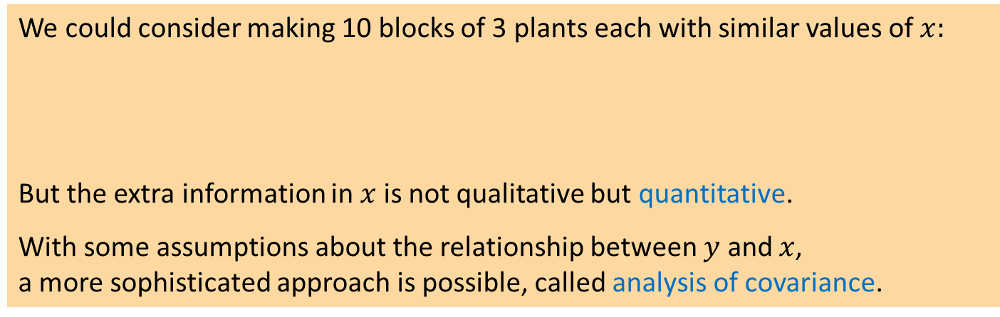 We could consider making 10 blocks of 3 plants each with similar values of x:
But the extra information in x is not qualitative but quantitative.
With some assumptions about the relationship between y and x,
a more sophisticated approach is possible, called analysis of covariance.